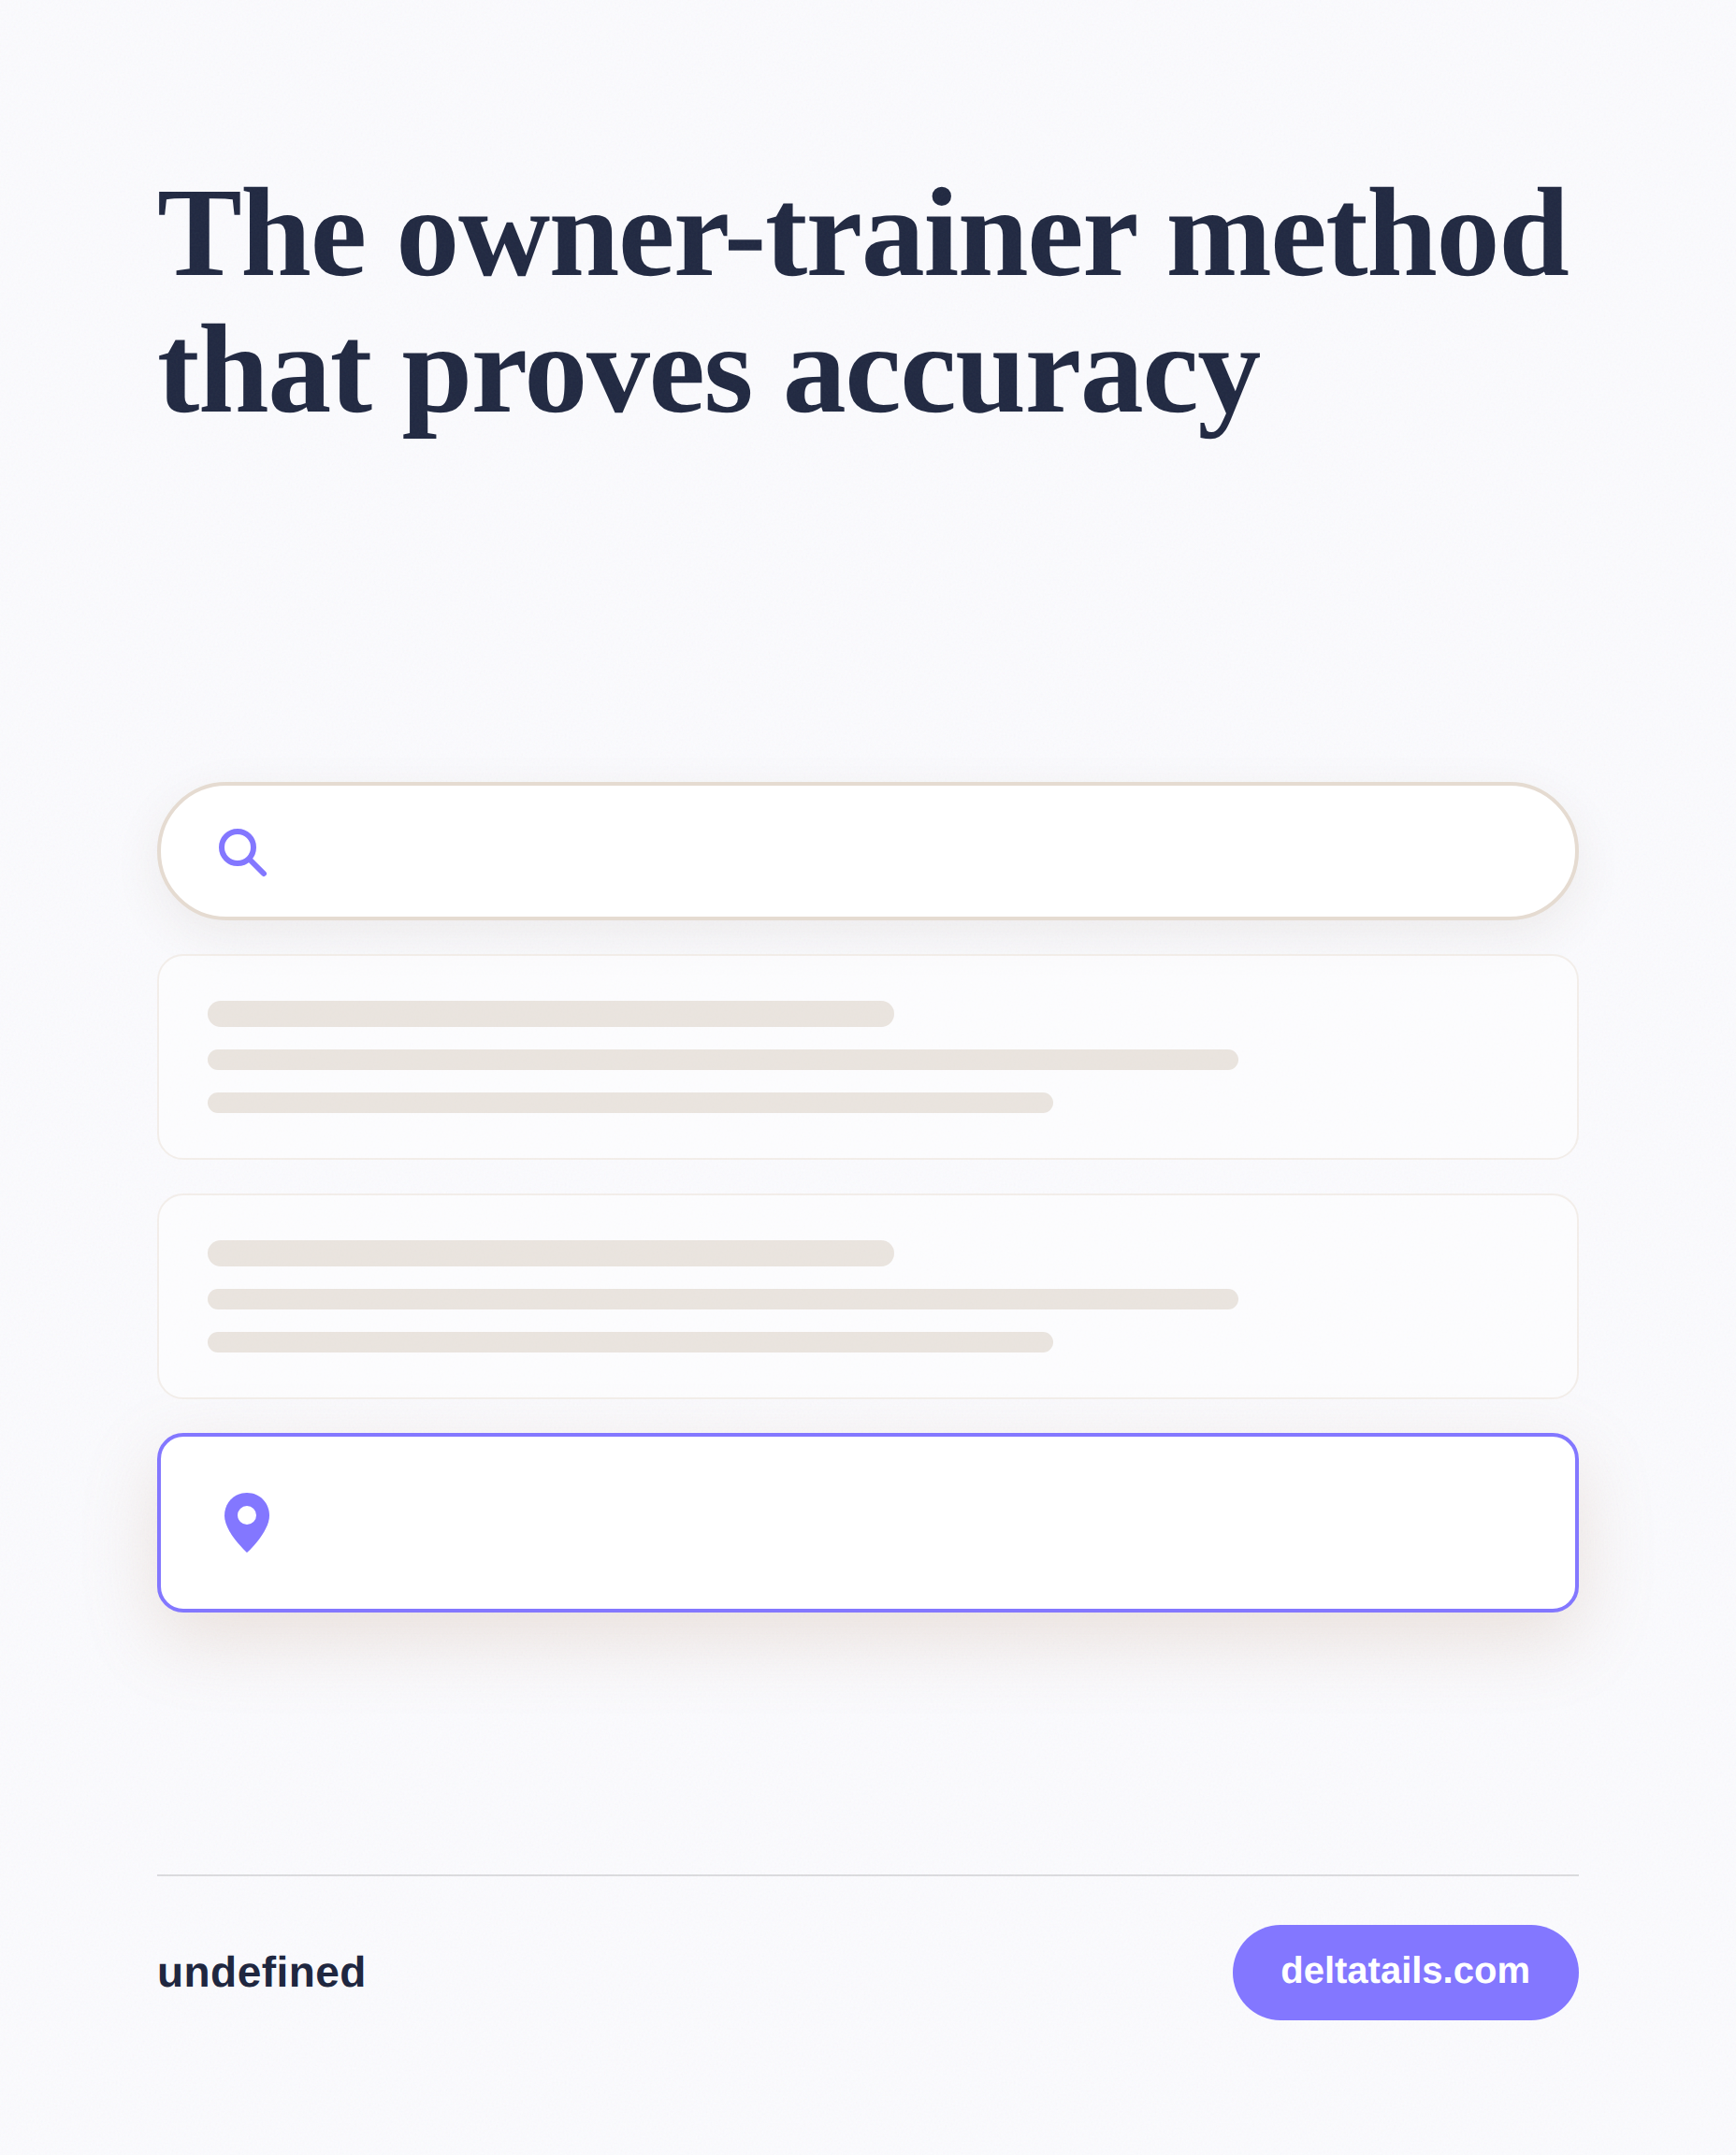 The owner-trainer method
that proves accuracy
undefined
deltatails.com